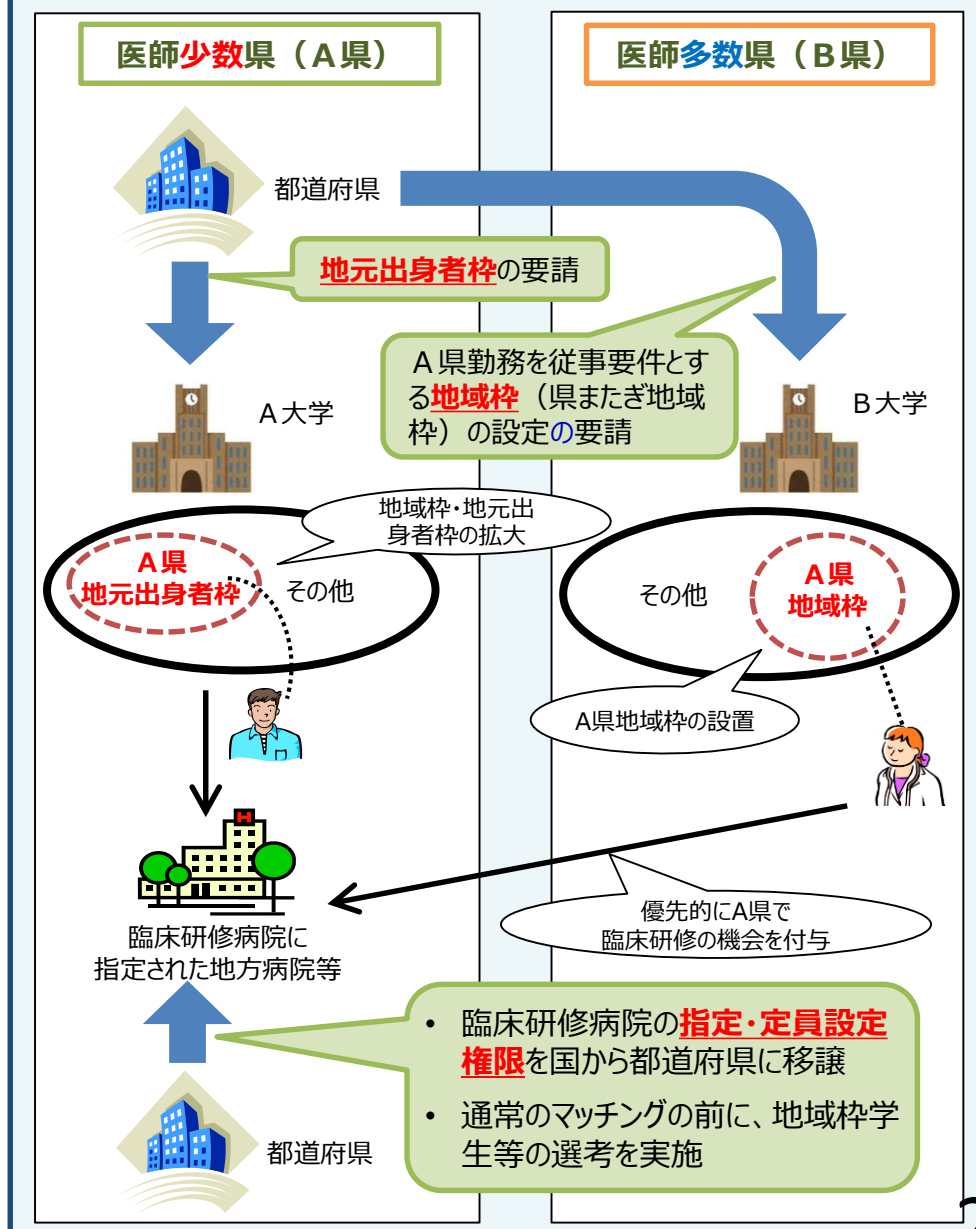 医師少数県（A県）
医師多数県（B県）
都道府県
地元出身者枠の要請
A県勤務を従事要件とす
る地域枠（県またぎ地域
枠）の設定の要請
A大学
B大学
地域枠・地元出
身者枠の拡大
A県
地元出身者枠
その他
その他
A県
地域枠
A県地域枠の設置
H
優先的にA県で
臨床研修の機会を付与
臨床研修病院に
指定された地方病院等
• 臨床研修病院の指定・定員設定
権限を国から都道府県に移譲
• 通常のマッチングの前に、地域枠学
生等の選考を実施
都道府県